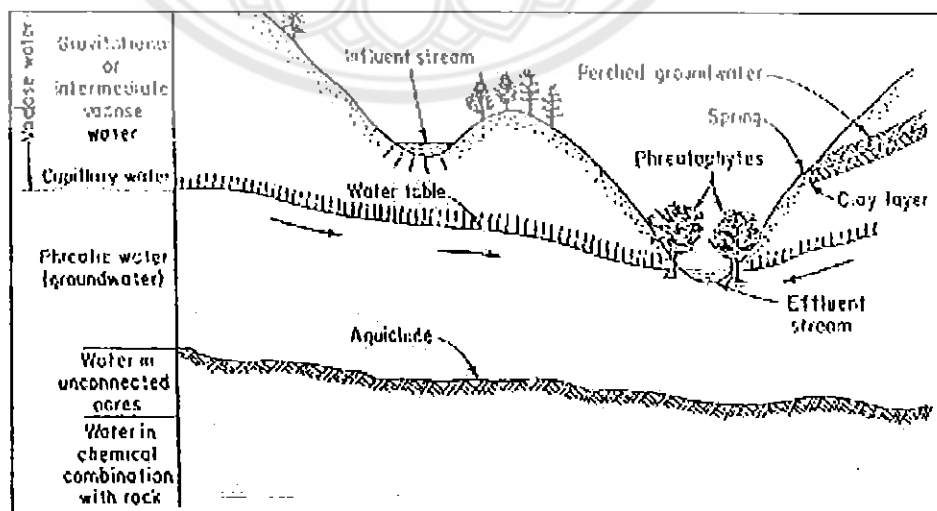 Vadose water
Gravitational
or
intermediate
vadose
water
Capillary water
Phreatic water
(groundwater)
Water in
unconnected
pores
Water in
chemical
combination
with rock
Influent stream
Water table
Perched groundwater
Spring
Phreatophytes
Clay layer
Effluent
stream
Aquiclude